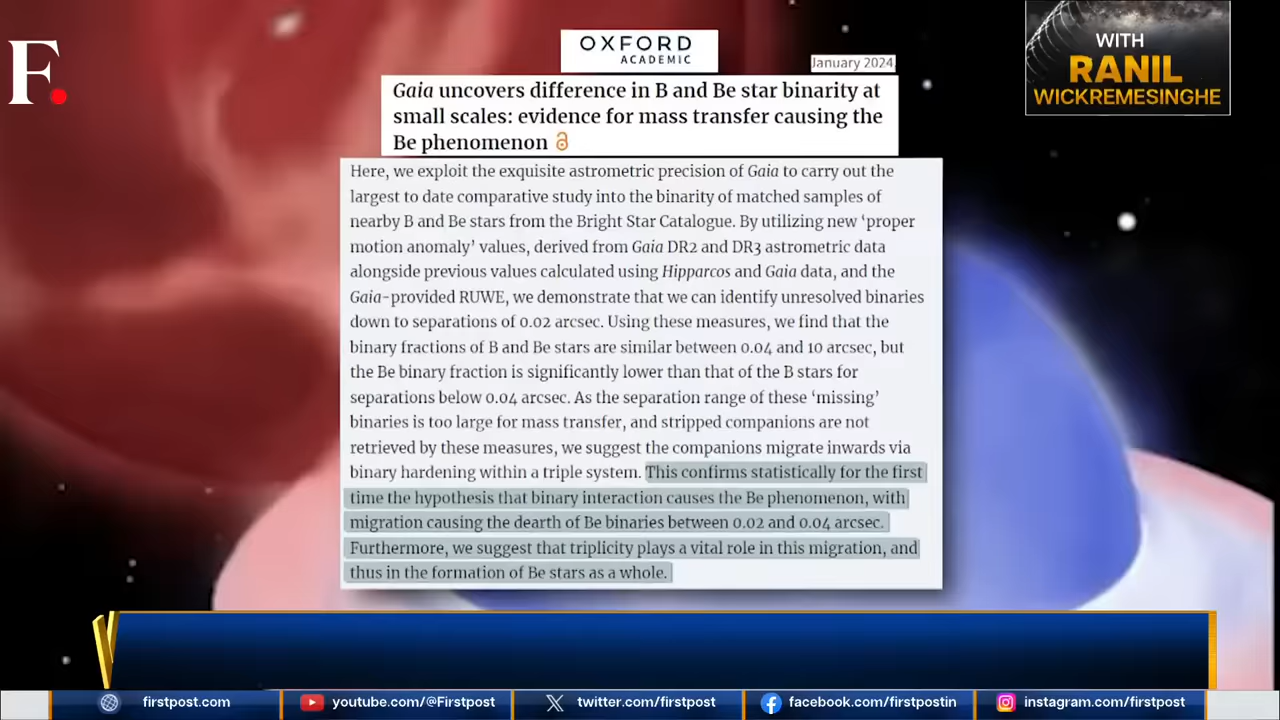 F.
OXFORD
ACADEMIC
January 2024
WITH
RANIL
WICKREMESINGHE
Gaia uncovers difference in B and Be star binarity at
small scales: evidence for mass transfer causing the
Be phenomenon
Here, we exploit the exquisite astrometric precision of Gaia to carry out the
largest to date comparative study into the binarity of matched samples of
nearby B and Be stars from the Bright Star Catalogue. By utilizing new ‘proper
motion anomaly’ values, derived from Gaia DR2 and DR3 astrometric data
alongside previous values calculated using Hipparcos and Gaia data, and the
Gaia-provided RUWE, we demonstrate that we can identify unresolved binaries
down to separations of 0.02 arcsec. Using these measures, we find that the
binary fractions of B and Be stars are similar between 0.04 and 10 arcsec, but
the Be binary fraction is significantly lower than that of the B stars for
separations below 0.04 arcsec. As the separation range of these ‘missing’
binaries is too large for mass transfer, and stripped companions are not
retrieved by these measures, we suggest the companions migrate inwards via
binary hardening within a triple system. This confirms statistically for the first
time the hypothesis that binary interaction causes the Be phenomenon, with
migration causing the dearth of Be binaries between 0.02 and 0.04 arcsec.
Furthermore, we suggest that triplicity plays a vital role in this migration, and
thus in the formation of Be stars as a whole.
firstpost.com
youtube.com/@Firstpost
twitter.com/firstpost
facebook.com/firstpostin
instagram.com/firstpost